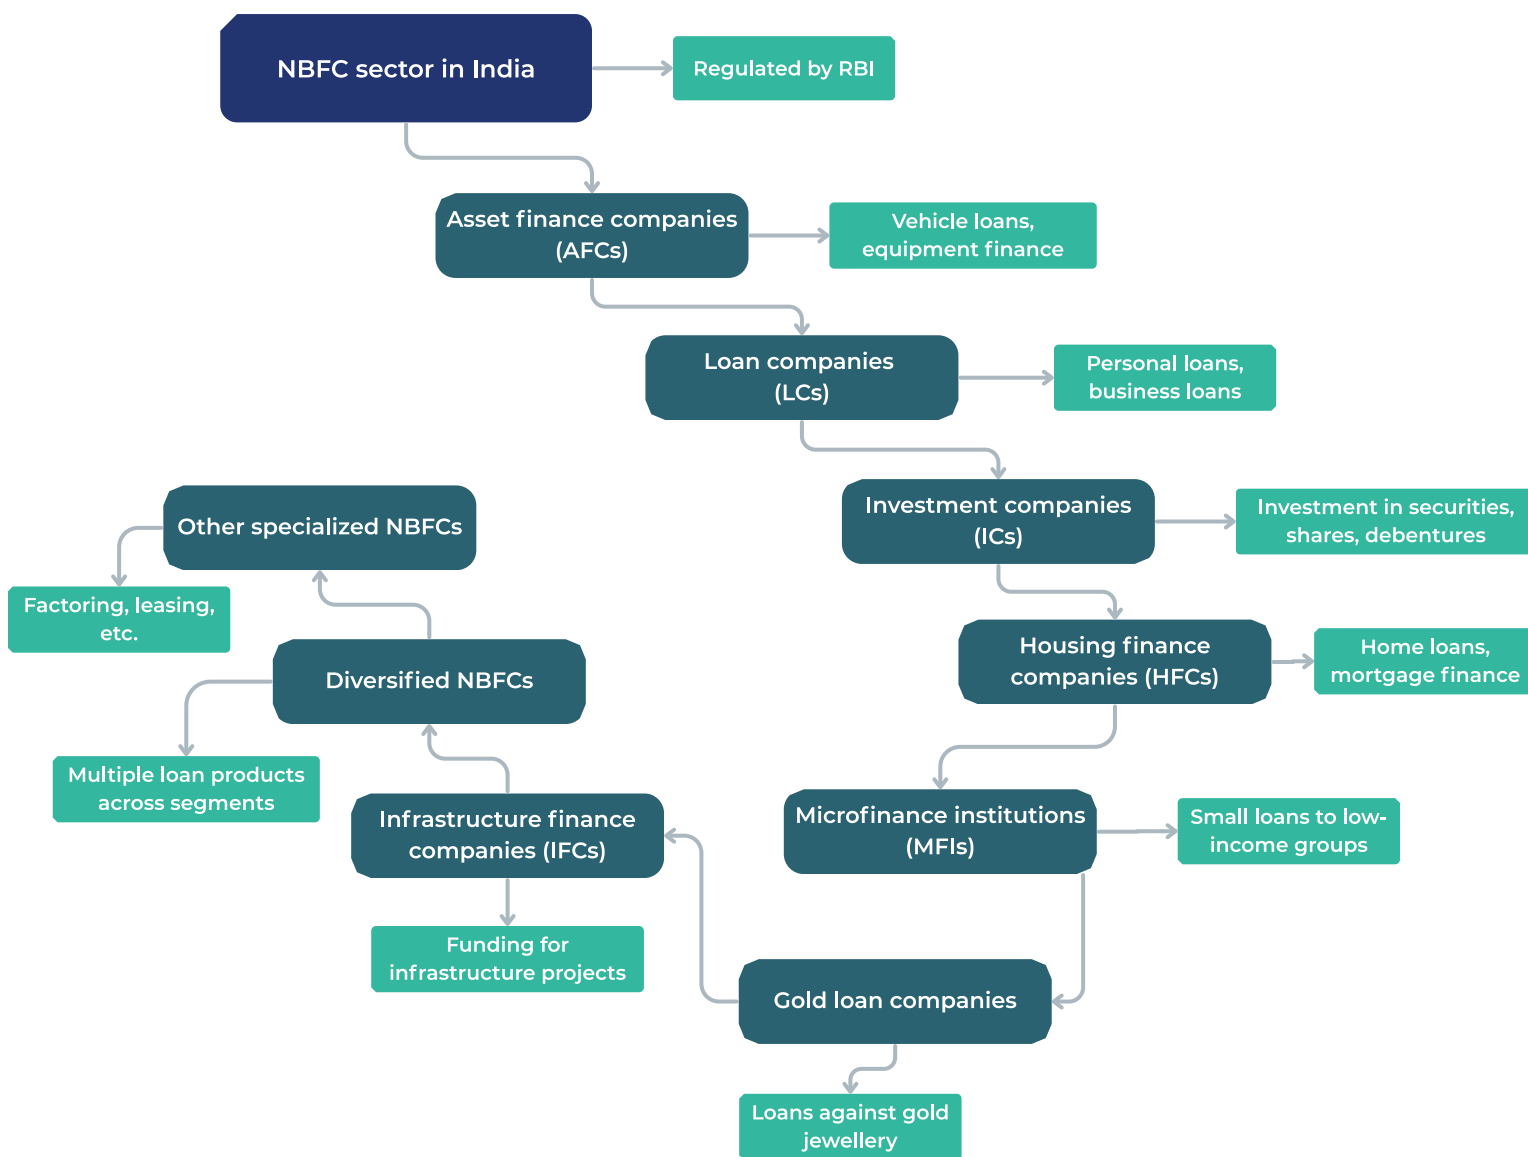 NBFC sector in India
Regulated by RBI
Asset finance companies
(AFCs)
Vehicle loans,
equipment finance
Loan companies
(LCs)
Personal loans,
business loans
Investment companies
(ICs)
Investment in securities,
shares, debentures
Housing finance
companies (HFCs)
Home loans,
mortgage finance
Microfinance institutions
(MFIs)
Small loans to low-
income groups
Gold loan companies
Loans against gold
jewellery
Infrastructure finance
companies (IFCs)
Funding for
infrastructure projects
Diversified NBFCs
Multiple loan products
across segments
Other specialized NBFCs
Factoring, leasing,
etc.